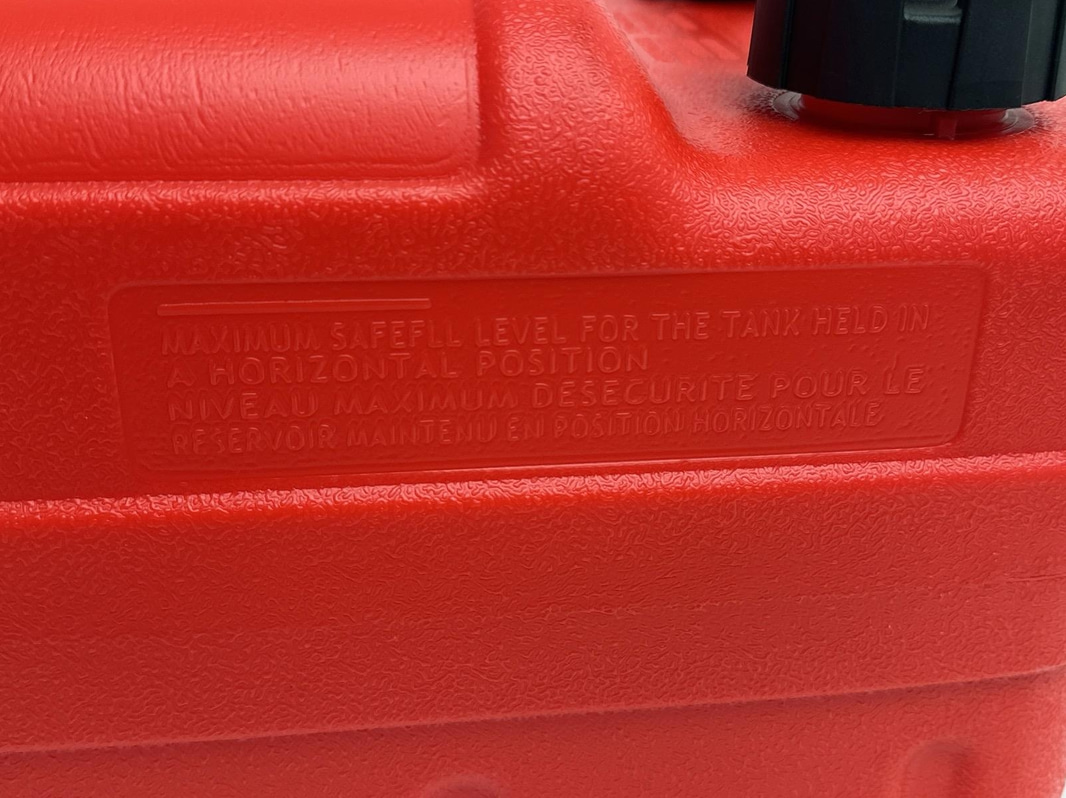 MAXIMUM SAFEFLL LEVEL FOR THE TANK HELD IN
A HORIZONTAL POSITION
NIVEAU MAXIMUM DESECURITE POUR LE
RESERVOIR MAINTENU EN POSITION HORIZONTALE